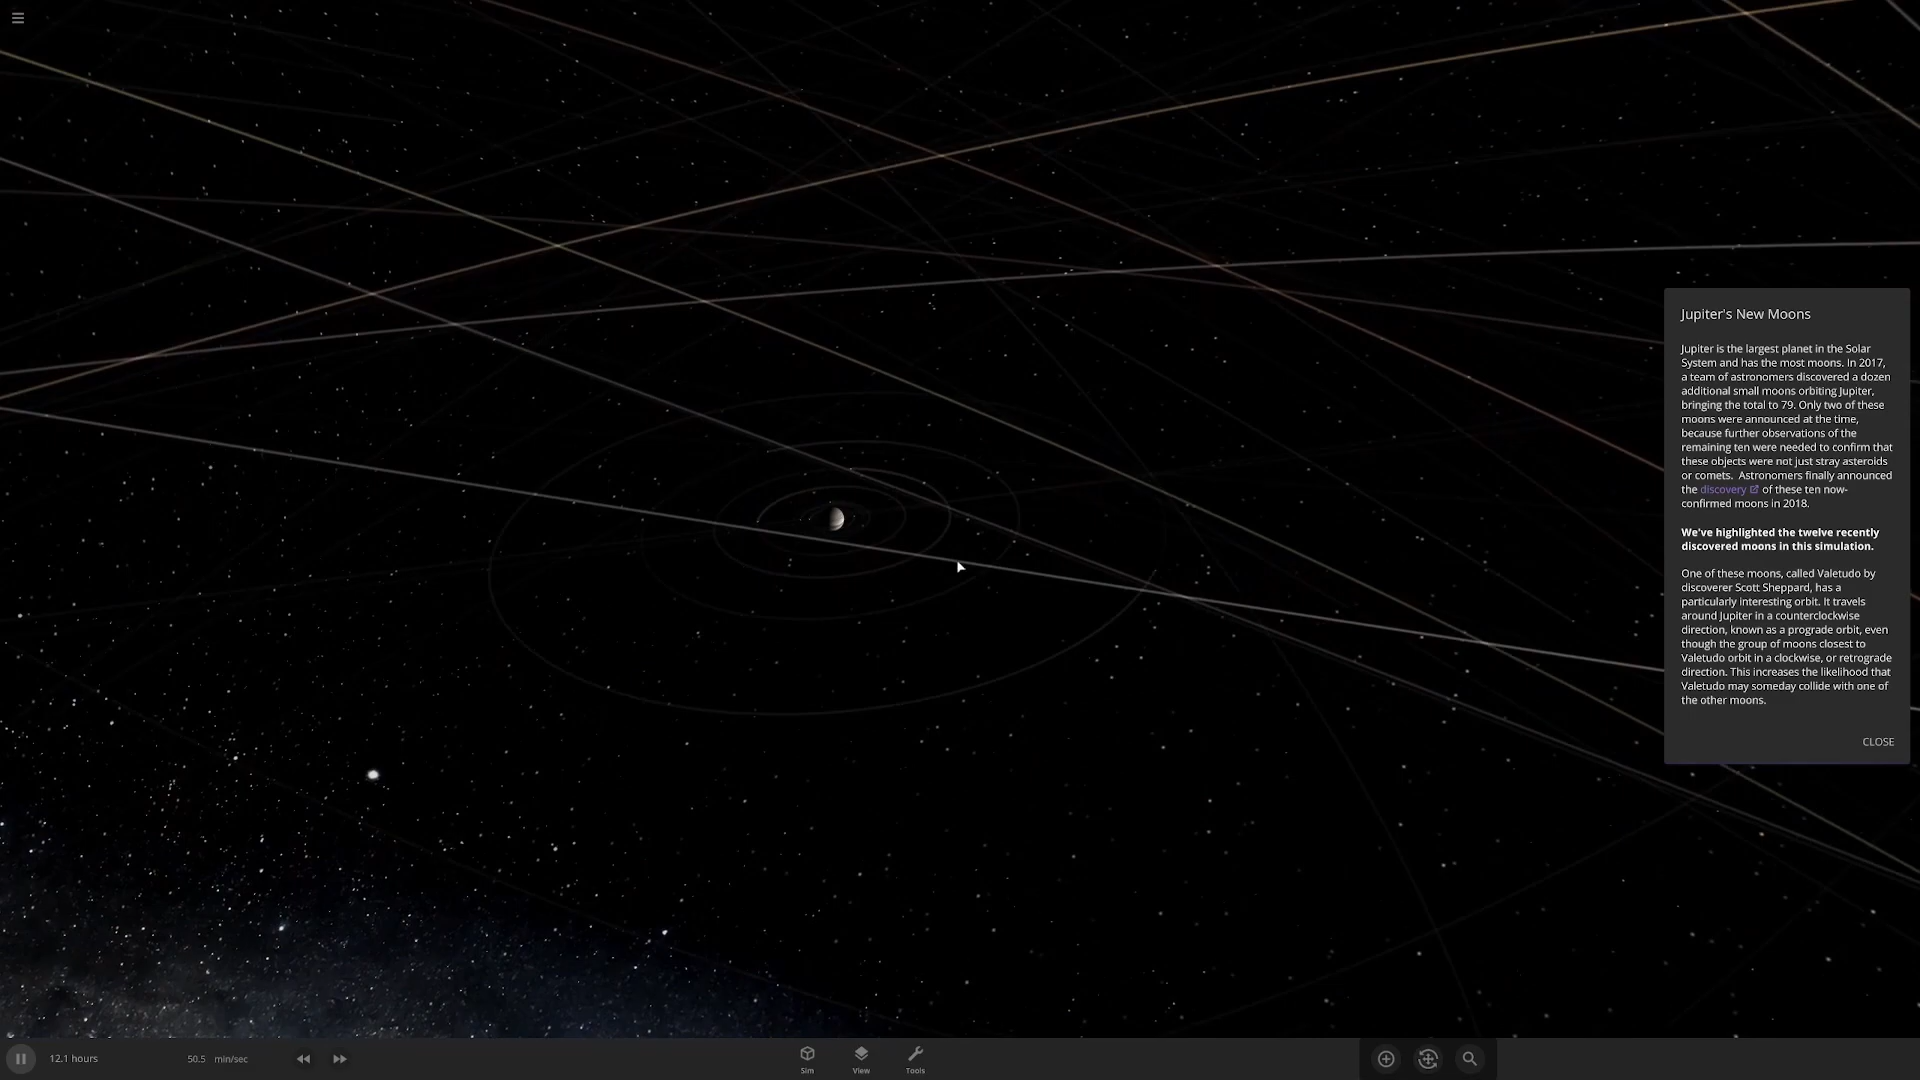 Jupiter's New Moons
Jupiter is the largest planet in the Solar
System and has the most moons. In 2017,
a team of astronomers discovered a dozen
additional small moons orbiting Jupiter,
bringing the total to 79. Only two of these
moons were announced at the time,
because further observations of the
remaining ten were needed to confirm that
these objects were not just stray asteroids
or comets.  Astronomers finally announced
the discovery of these ten now-
confirmed moons in 2018.
We've highlighted the twelve recently
discovered moons in this simulation.
One of these moons, called Valetudo by
discoverer Scott Sheppard, has a
particularly interesting orbit. It travels
around Jupiter in a counterclockwise
direction, known as a prograde orbit, even
though the group of moons closest to
Valetudo orbit in a clockwise, or retrograde
direction. This increases the likelihood that
Valetudo may someday collide with one of
the other moons.
CLOSE
12.1 hours
50.5 min/sec
Sim
View
Tools